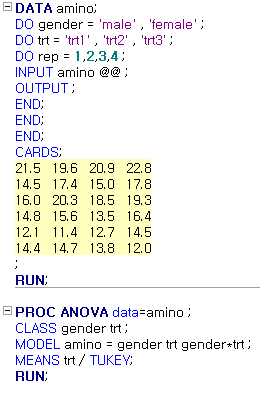 DATA amino;
DO gender = 'male' , 'female' ;
DO trt = 'trt1' , 'trt2' , 'trt3' ;
DO rep = 1,2,3,4 ;
INPUT amino @@ ;
OUTPUT ;
END;
END;
END;
CARDS;
21.5 19.6 20.9 22.8
14.5 17.4 15.0 17.8
16.0 20.3 18.5 19.3
14.8 15.6 13.5 16.4
12.1 11.4 12.7 14.5
14.4 14.7 13.8 12.0
;
RUN;
PROC ANOVA data=amino ;
CLASS gender trt ;
MODEL amino = gender trt gender*trt ;
MEANS trt / TUKEY;
RUN;